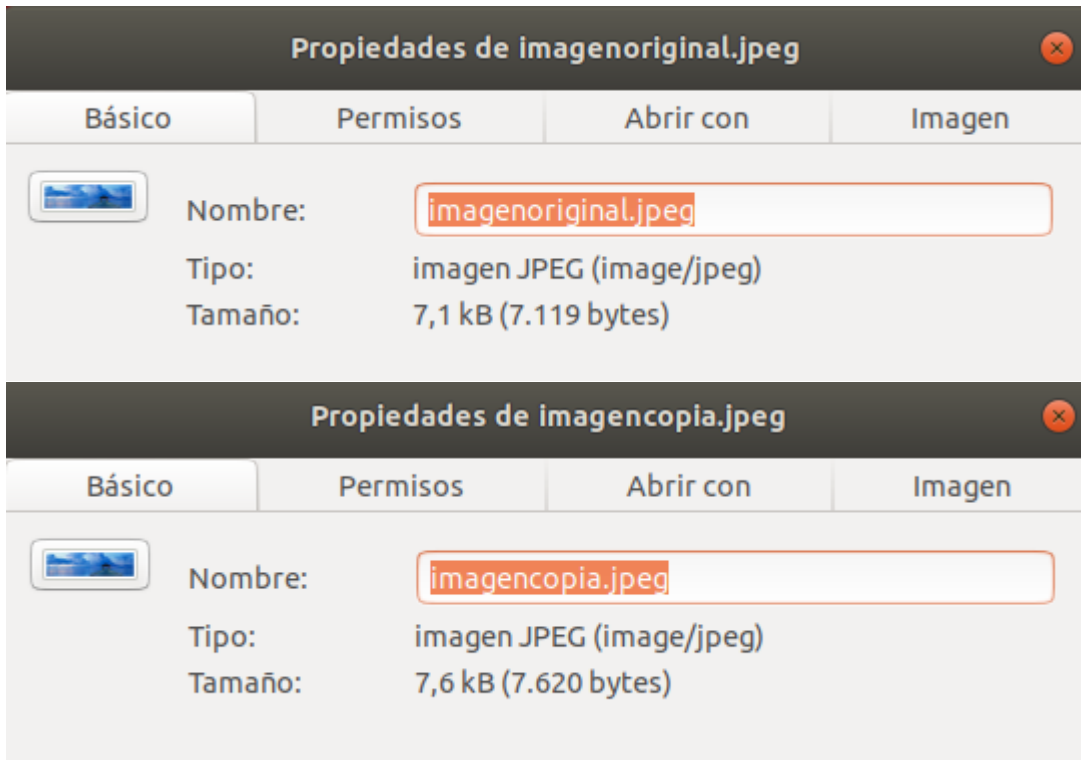 Propiedades de imagenoriginal.jpeg
Básico Permisos Abrir con Imagen
Nombre: imagenoriginal.jpeg
Tipo: imagen JPEG (image/jpeg)
Tamaño: 7,1 kB (7.119 bytes)
Propiedades de imagencopia.jpeg
Básico Permisos Abrir con Imagen
Nombre: imagencopia.jpeg
Tipo: imagen JPEG (image/jpeg)
Tamaño: 7,6 kB (7.620 bytes)